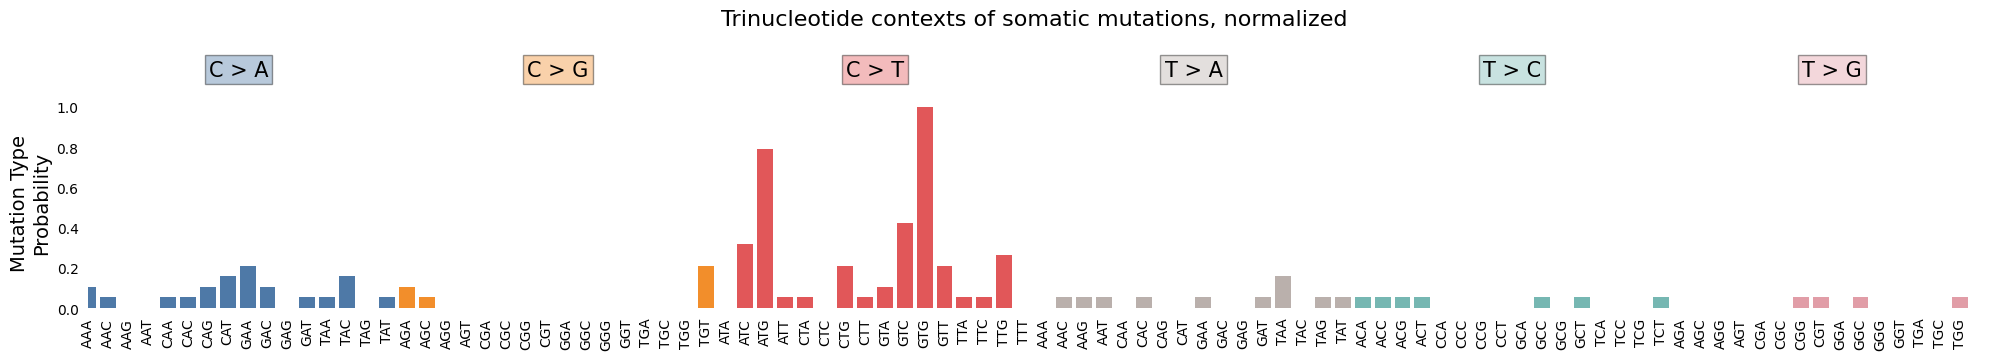 Trinucleotide contexts of somatic mutations, normalized
C > A
C > G
C > T
T > A
T > C
T > G
Mutation Type
Probability
1.0
0.8
0.6
0.4
0.2
0.0
AAA
AAC
AAG
AAT
CAA
CAC
CAG
CAT
GAA
GAC
GAG
GAT
TAA
TAC
TAG
TAT
AGA
AGC
AGG
AGT
CGA
CGC
CGG
CGT
GGA
GGC
GGG
GGT
TGA
TGC
TGG
TGT
ATA
ATC
ATG
ATT
CTA
CTC
CTG
CTT
GTA
GTC
GTG
GTT
TTA
TTC
TTG
TTT
AAA
AAC
AAG
AAT
CAA
CAC
CAG
CAT
GAA
GAC
GAG
GAT
TAA
TAC
TAG
TAT
ACA
ACC
ACG
ACT
CCA
CCC
CCG
CCT
GCA
GCC
GCG
GCT
TCA
TCC
TCG
TCT
AGA
AGC
AGG
AGT
CGA
CGC
CGG
CGT
GGA
GGC
GGG
GGT
TGA
TGC
TGG